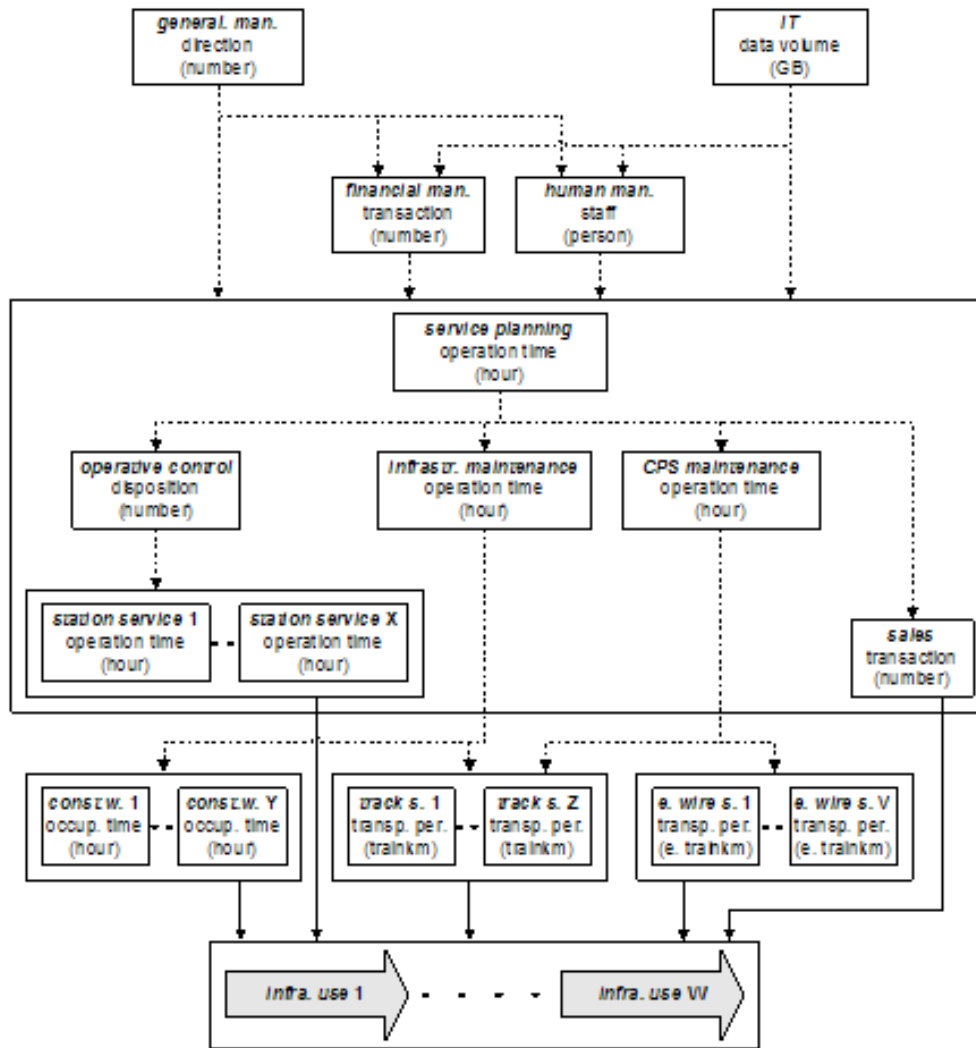 general. man.
direction
(number)
IT
data volume
(GB)
financial man.
transaction
(number)
human man.
staff
(person)
service planning
operation time
(hour)
operative control
disposition
(number)
infrastr. maintenance
operation time
(hour)
CPS maintenance
operation time
(hour)
station service 1
operation time
(hour)
station service X
operation time
(hour)
sales
transaction
(number)
const.w. 1
occup. time
(hour)
const.w. Y
occup. time
(hour)
track s. 1
transp. per.
(trainkm)
track s. Z
transp. per.
(trainkm)
e. wire s. 1
transp. per.
(e. trainkm)
e. wire s. V
transp. per.
(e. trainkm)
infra. use 1
infra. use W